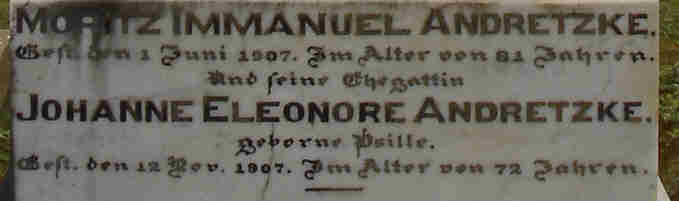 MORITZ IMMANUEL ANDRETZKE.
Gest. den 1 Juni 1907. Im Alter von 81 Jahren.
Und seine Ehegattin
JOHANNE ELEONORE ANDRETZKE.
geborne Psille.
Gest. den 12 Nov. 1907. Im Alter von 72 Jahren.